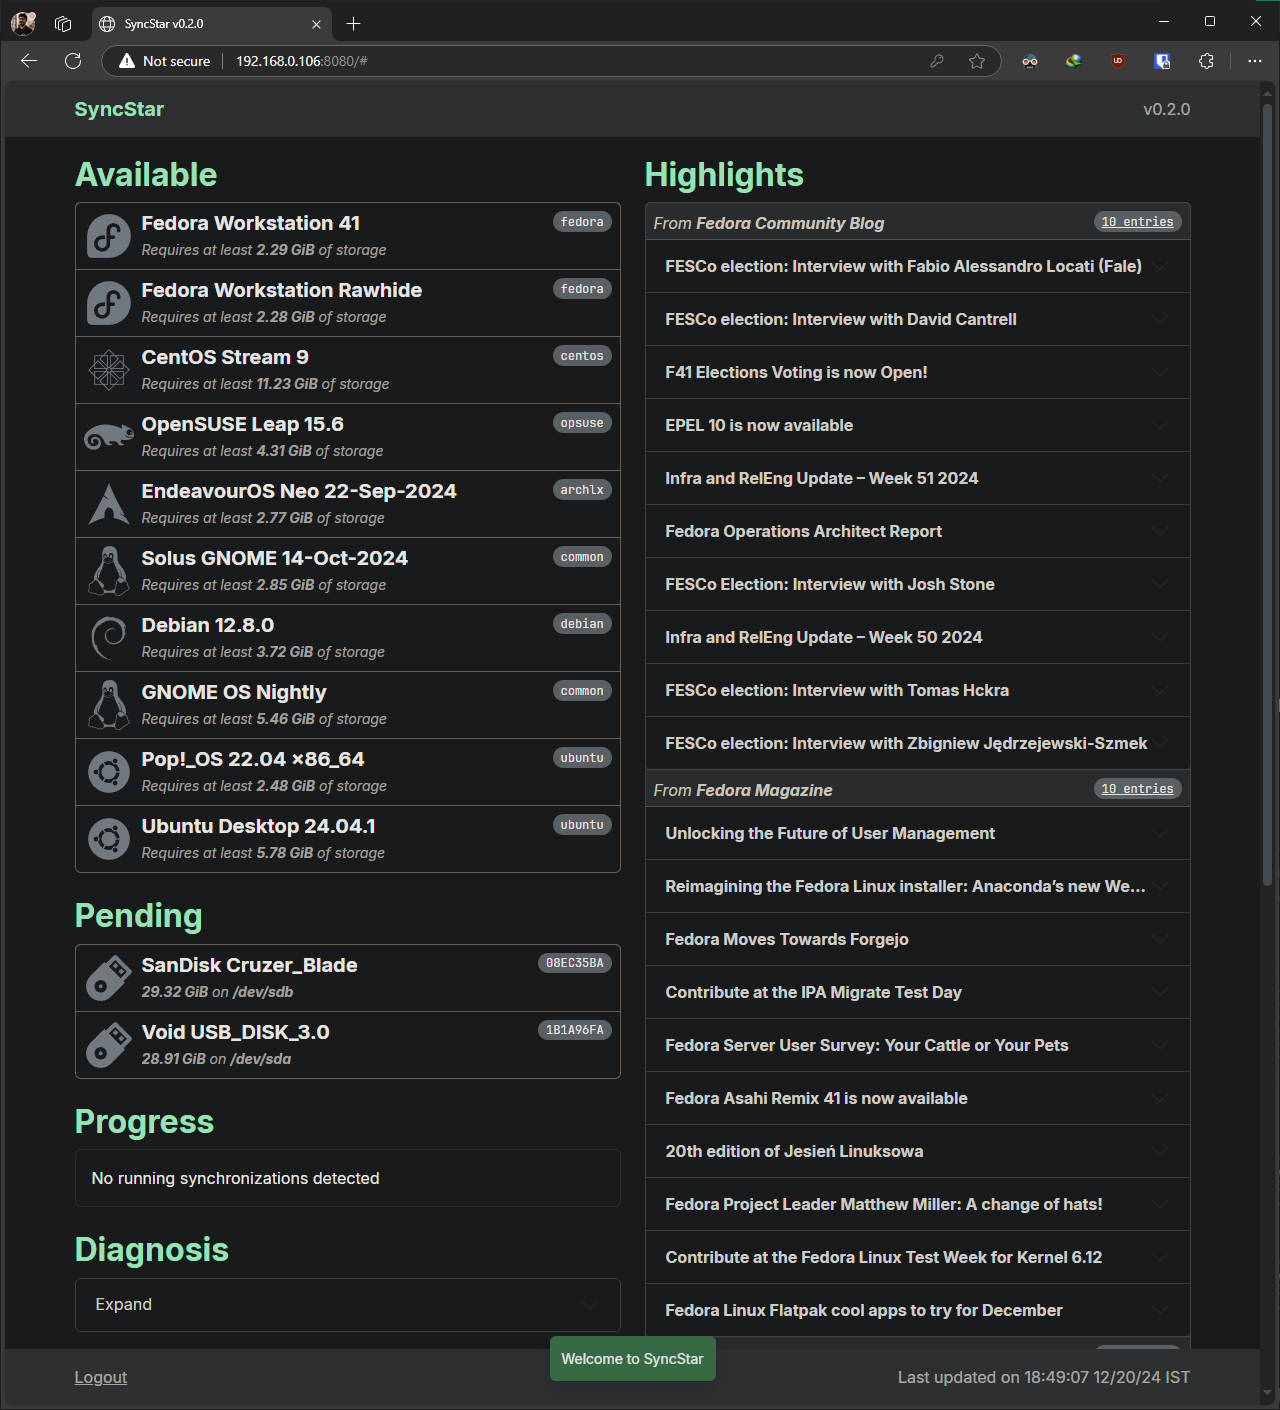 SyncStar v0.2.0
Not secure
192.168.0.106:8080/#
SyncStar
v0.2.0
Available
Fedora Workstation 41
fedora
Requires at least 2.29 GiB of storage
Fedora Workstation Rawhide
fedora
Requires at least 2.28 GiB of storage
CentOS Stream 9
centos
Requires at least 11.23 GiB of storage
OpenSUSE Leap 15.6
opsuse
Requires at least 4.31 GiB of storage
EndeavourOS Neo 22-Sep-2024
archlx
Requires at least 2.77 GiB of storage
Solus GNOME 14-Oct-2024
common
Requires at least 2.85 GiB of storage
Debian 12.8.0
debian
Requires at least 3.72 GiB of storage
GNOME OS Nightly
common
Requires at least 5.46 GiB of storage
Pop!_OS 22.04 ×86_64
ubuntu
Requires at least 2.48 GiB of storage
Ubuntu Desktop 24.04.1
ubuntu
Requires at least 5.78 GiB of storage
Pending
SanDisk Cruzer_Blade
08EC35BA
29.32 GiB on /dev/sdb
Void USB_DISK_3.0
1B1A96FA
28.91 GiB on /dev/sda
Progress
No running synchronizations detected
Diagnosis
Expand
Highlights
From Fedora Community Blog
10 entries
FESCo election: Interview with Fabio Alessandro Locati (Fale)
FESCo election: Interview with David Cantrell
F41 Elections Voting is now Open!
EPEL 10 is now available
Infra and RelEng Update – Week 51 2024
Fedora Operations Architect Report
FESCo Election: Interview with Josh Stone
Infra and RelEng Update – Week 50 2024
FESCo election: Interview with Tomas Hckra
FESCo election: Interview with Zbigniew Jędrzejewski-Szmek
From Fedora Magazine
10 entries
Unlocking the Future of User Management
Reimagining the Fedora Linux installer: Anaconda’s new We...
Fedora Moves Towards Forgejo
Contribute at the IPA Migrate Test Day
Fedora Server User Survey: Your Cattle or Your Pets
Fedora Asahi Remix 41 is now available
20th edition of Jesień Linuksowa
Fedora Project Leader Matthew Miller: A change of hats!
Contribute at the Fedora Linux Test Week for Kernel 6.12
Fedora Linux Flatpak cool apps to try for December
Welcome to SyncStar
Logout
Last updated on 18:49:07 12/20/24 IST